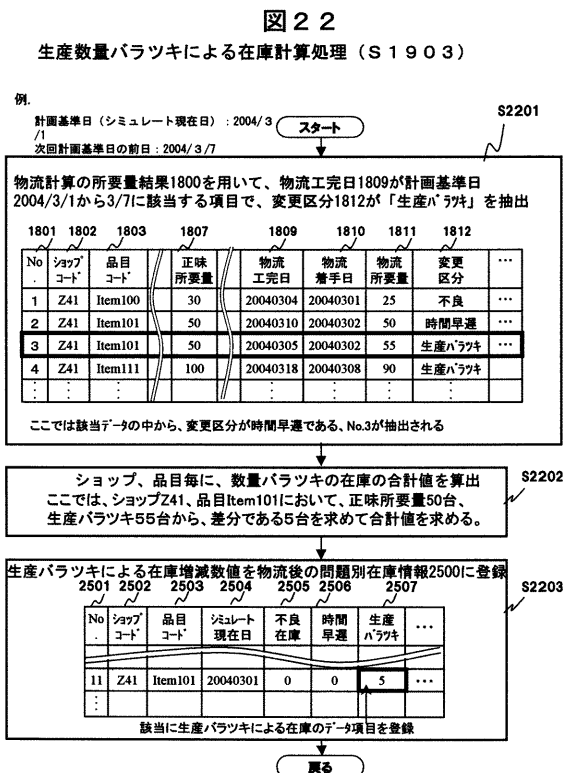 図２２
生産数量バラツキによる在庫計算処理（Ｓ１９０３）
例．
計画基準日（シミュレート現在日）：2004/３
/1
次回計画基準日の前日：2004/３/7
スタート
S2201
物流計算の所要量結果1800を用いて、物流工完日1809が計画基準日
2004/3/1から3/7に該当する項目で、変更区分1812が「生産ﾊﾞﾗﾂｷ」を抽出
1801 1802 1803 1807 1809 1810 1811 1812
No. ｼｮｯﾌﾟｺｰﾄﾞ 品目ｺｰﾄﾞ 正味所要量 物流工完日 物流着手日 物流所要量 変更区分 …
1 Z41 Item100 30 20040304 20040301 25 不良 …
2 Z41 Item101 50 20040310 20040302 50 時間早遅 …
3 Z41 Item101 50 20040305 20040302 55 生産ﾊﾞﾗﾂｷ …
4 Z41 Item111 100 20040318 20040308 90 生産ﾊﾞﾗﾂｷ
ここでは該当ﾃﾞｰﾀの中から、変更区分が時間早遅である、No.3が抽出される
S2202
ショップ、品目毎に、数量バラツキの在庫の合計値を算出
ここでは、ショップZ41、品目Item101において、正味所要量50台、
生産バラツキ５５台から、差分である５台を求めて合計値を求める。
S2203
生産バラツキによる在庫増減数値を物流後の問題別在庫情報2500に登録
2501 2502 2503 2504 2505 2506 2507
No. ｼｮｯﾌﾟｺｰﾄﾞ 品目ｺｰﾄﾞ ｼﾐｭﾚｰﾄ現在日 不良在庫 時間早遅 生産ﾊﾞﾗﾂｷ …
11 Z41 Item101 20040301 0 0 5 …
該当に生産バラツキによる在庫のﾃﾞｰﾀ項目を登録
戻る